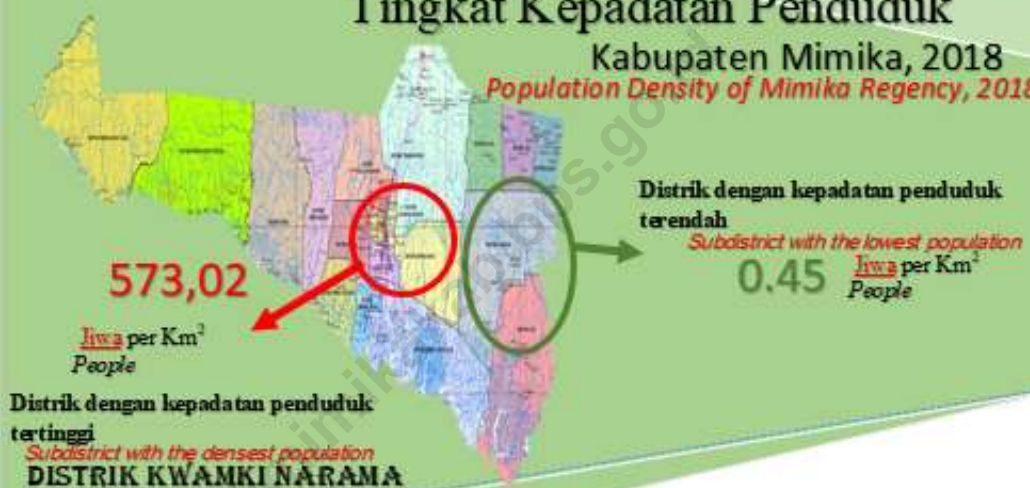 Tingkat Kepadatan Penduduk
Kabupaten Mimika, 2018
Population Density of Mimika Regency, 2018
Distrik dengan kepadatan penduduk
terendah
Subdistrict with the lowest population
0.45 Jiwa per Km²
People
573,02
Jiwa per Km²
People
Distrik dengan kepadatan penduduk
tertinggi
Subdistrict with the densest population
DISTRIK KWAMKI NARAMA